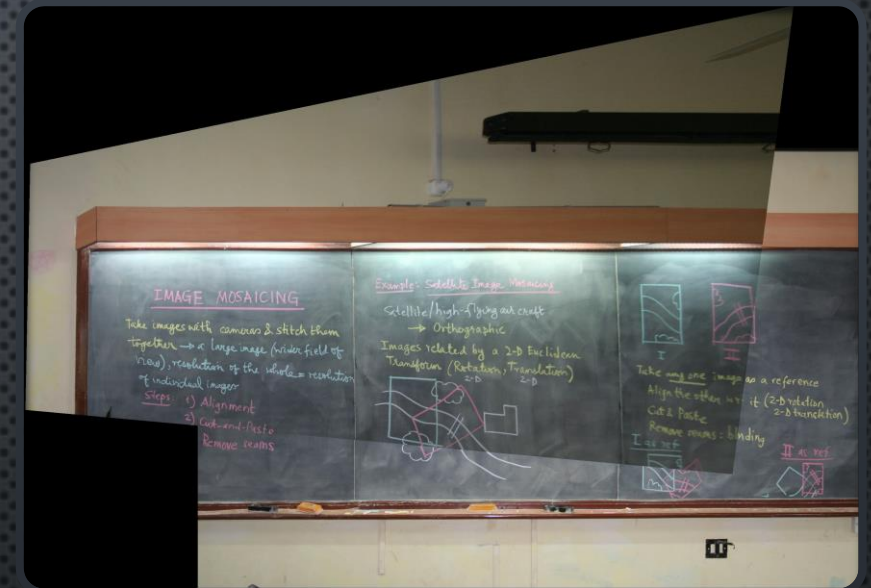 IMAGE MOSAICING
Take images with cameras & stitch them
together → a large image (wider field of
view), resolution of the whole = resolution
of individual images
Steps: 1) Alignment
2) Cut-and-Paste
Remove seams
Example: Satellite Image Mosaicing
Satellite/high-flying air craft
→ Orthographic
Images related by a 2-D Euclidean
Transform (Rotation, Translation)
2-D 2-D
I II
Take any one image as a reference
Align the other to it (2-D rotation
2-D translation)
Cut & Paste
Remove seams: blending
I as ref
II as ref